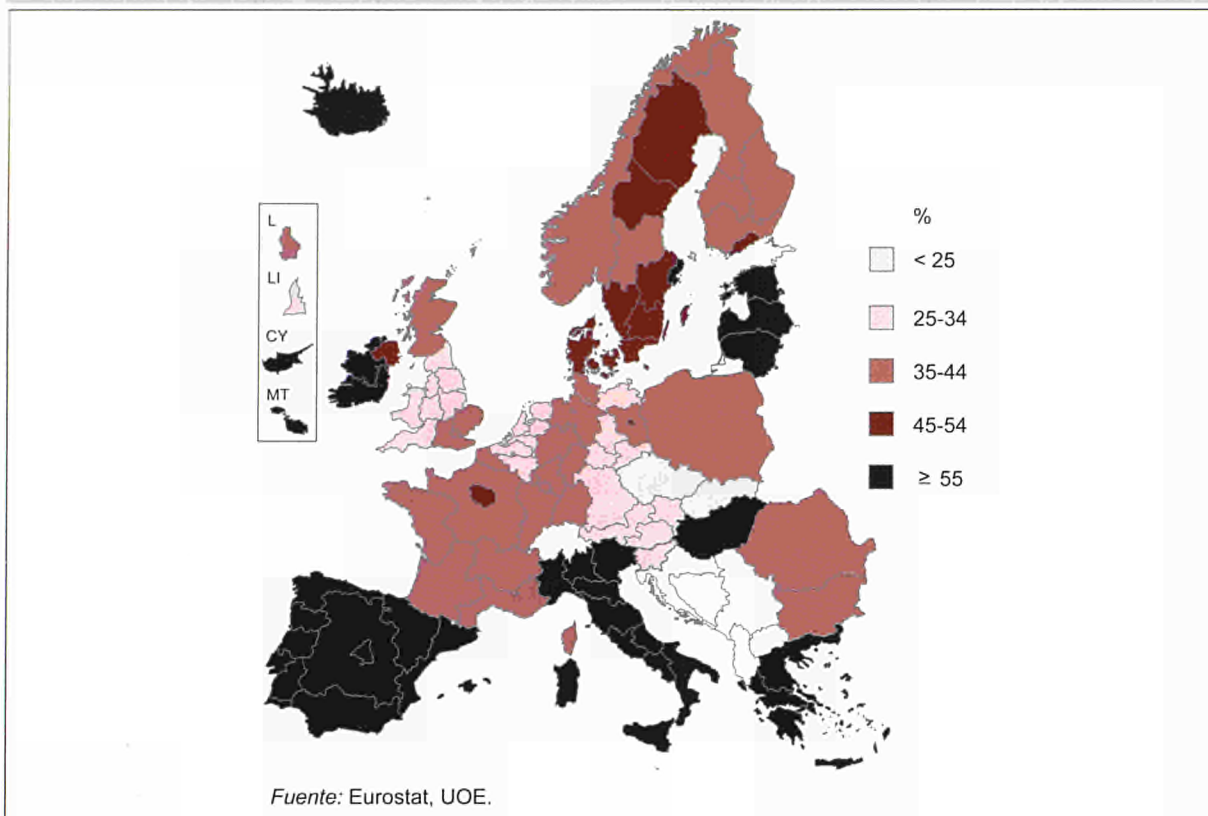 L
LI
CY
MT
%
< 25
25-34
35-44
45-54
≥ 55
Fuente: Eurostat, UOE.